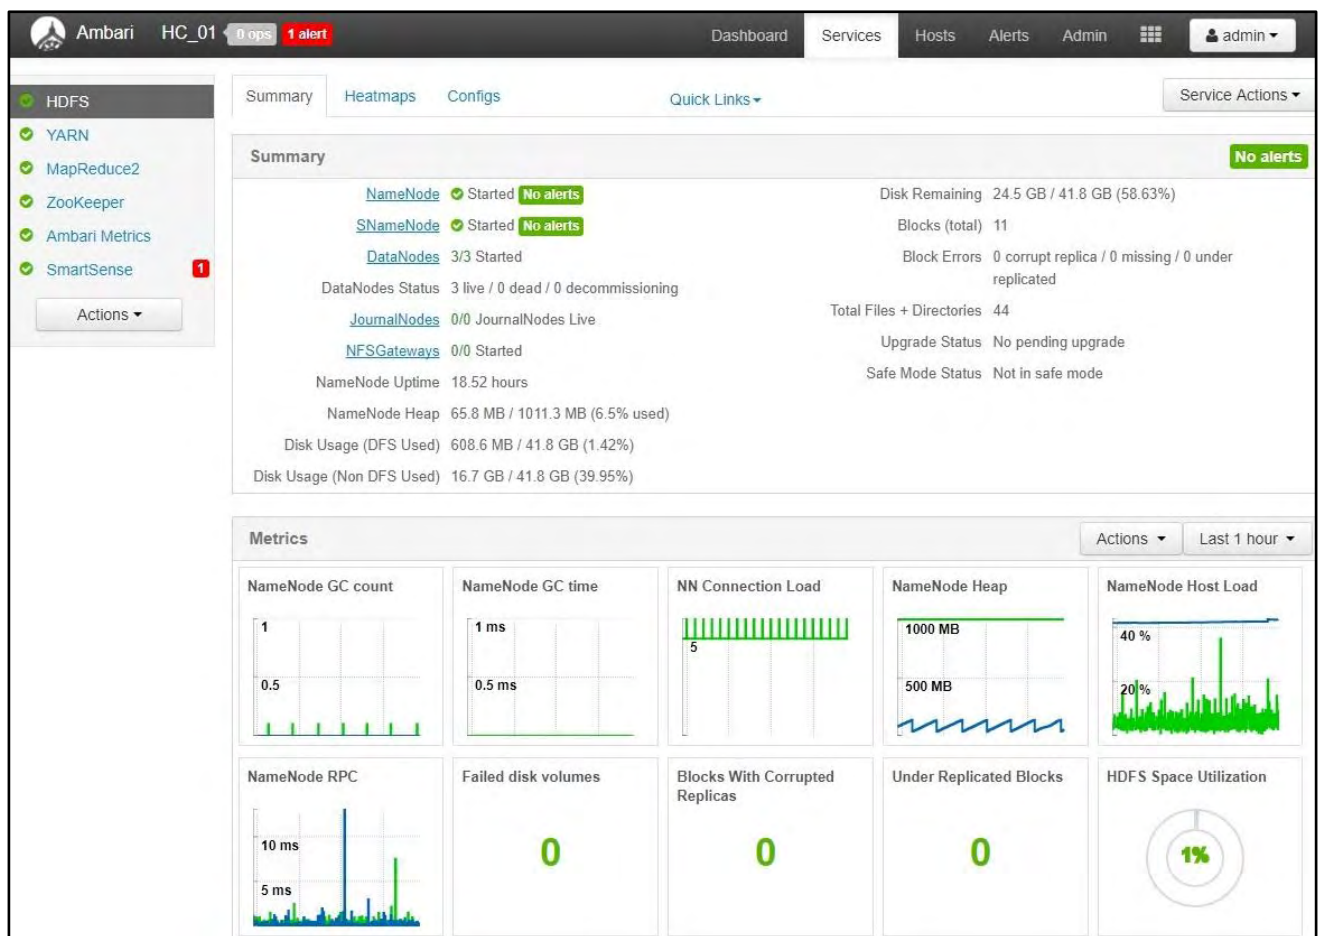 Ambari HC_01 0 ops 1 alert Dashboard Services Hosts Alerts Admin admin
HDFS
YARN
MapReduce2
ZooKeeper
Ambari Metrics
SmartSense 1
Actions
Summary Heatmaps Configs Quick Links Service Actions
Summary No alerts
NameNode Started No alerts
SNameNode Started No alerts
DataNodes 3/3 Started
DataNodes Status 3 live / 0 dead / 0 decommissioning
JournalNodes 0/0 JournalNodes Live
NFSGateways 0/0 Started
NameNode Uptime 18.52 hours
NameNode Heap 65.8 MB / 1011.3 MB (6.5% used)
Disk Usage (DFS Used) 608.6 MB / 41.8 GB (1.42%)
Disk Usage (Non DFS Used) 16.7 GB / 41.8 GB (39.95%)
Disk Remaining 24.5 GB / 41.8 GB (58.63%)
Blocks (total) 11
Block Errors 0 corrupt replica / 0 missing / 0 under
replicated
Total Files + Directories 44
Upgrade Status No pending upgrade
Safe Mode Status Not in safe mode
Metrics Actions Last 1 hour
NameNode GC count
1
0.5
NameNode GC time
1 ms
0.5 ms
NN Connection Load
5
NameNode Heap
1000 MB
500 MB
NameNode Host Load
40 %
20 %
NameNode RPC
10 ms
5 ms
Failed disk volumes
0
Blocks With Corrupted
Replicas
0
Under Replicated Blocks
0
HDFS Space Utilization
1%